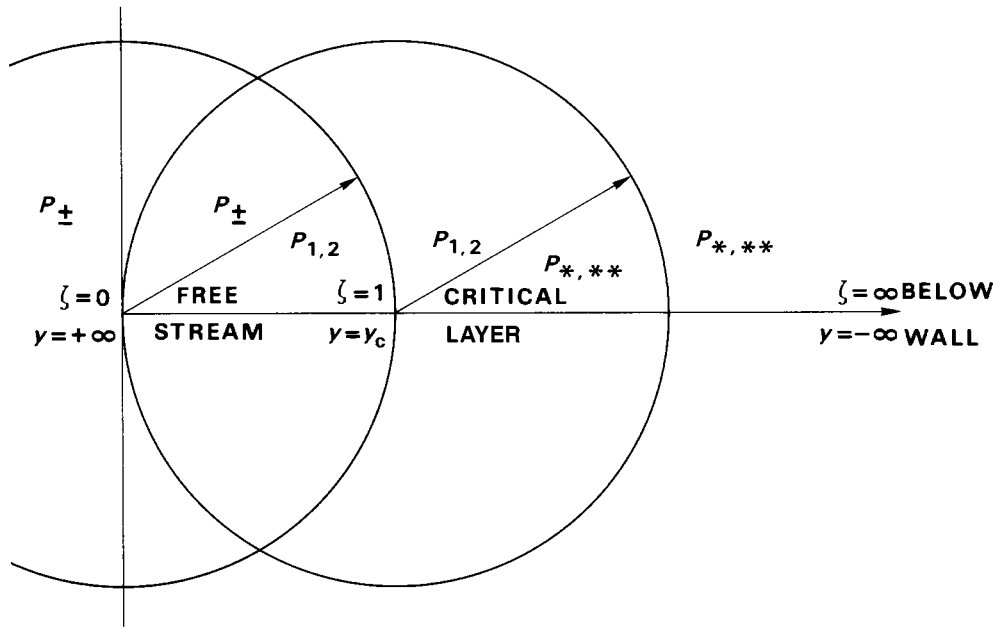 P± P±
P1,2 P1,2 P*,** P*,**
ζ=0 FREE ζ=1 CRITICAL ζ=∞ BELOW
y=+∞ STREAM y=yc LAYER y=−∞ WALL